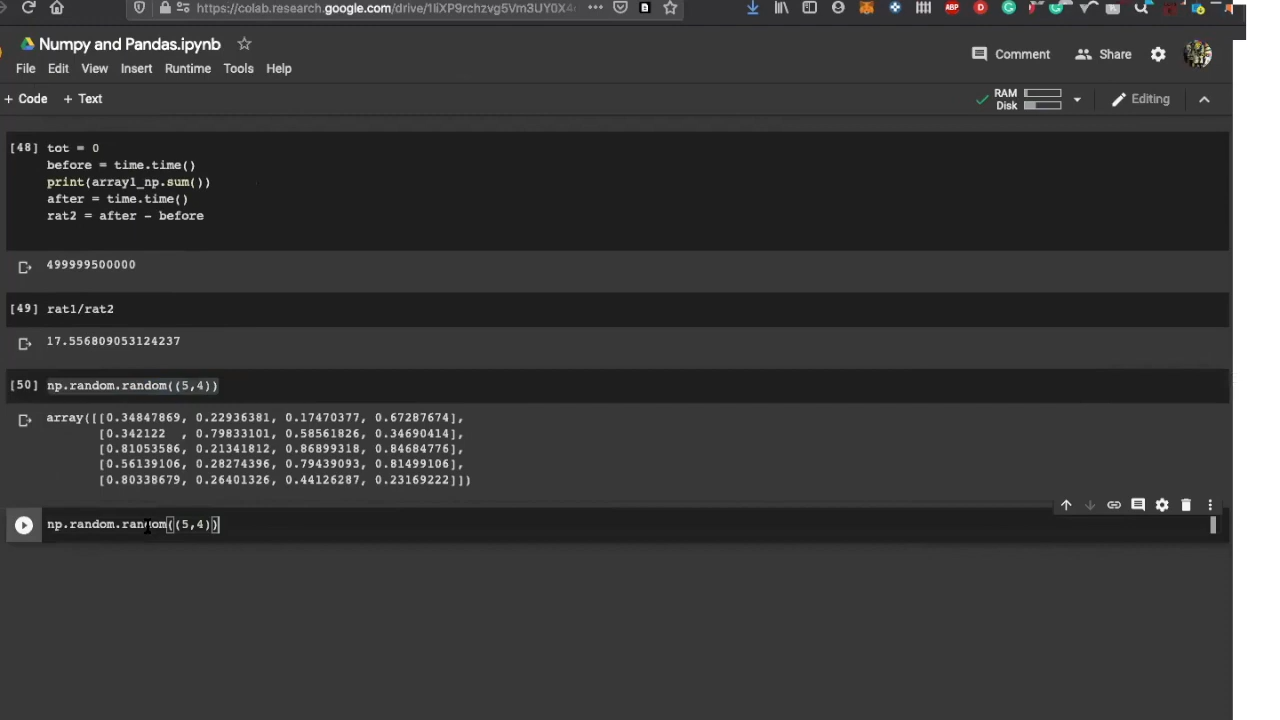 https://colab.research.google.com/drive/1liXP9rchzvg5Vm3UY0X4
Numpy and Pandas.ipynb
Comment
Share
File Edit View Insert Runtime Tools Help
+ Code + Text
RAM
Disk
Editing
[48] tot = 0
before = time.time()
print(array1_np.sum())
after = time.time()
rat2 = after - before
499999500000
[49] rat1/rat2
17.556809053124237
[50] np.random.random((5,4))
array([[0.34847869, 0.22936381, 0.17470377, 0.67287674],
[0.342122  , 0.79833101, 0.58561826, 0.34690414],
[0.81053586, 0.21341812, 0.86899318, 0.84684776],
[0.56139106, 0.28274396, 0.79439093, 0.81499106],
[0.80338679, 0.26401326, 0.44126287, 0.23169222]])
np.random.random((5,4))